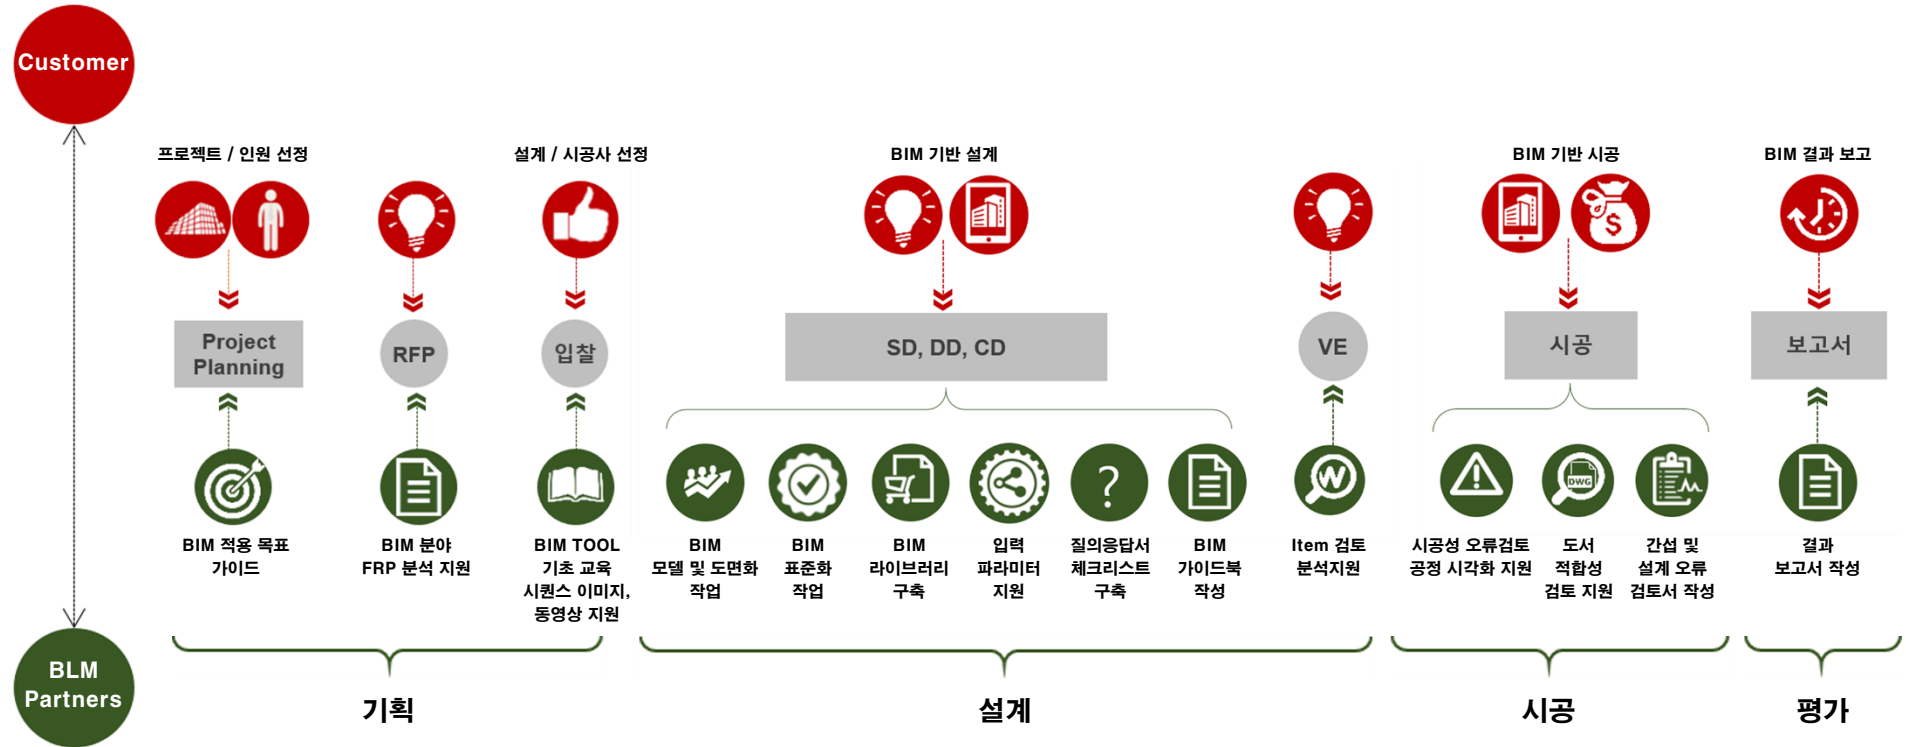 Customer
프로젝트 / 인원 선정
설계 / 시공사 선정
BIM 기반 설계
BIM 기반 시공
BIM 결과 보고
$
Project
Planning
RFP
입찰
SD, DD, CD
VE
시공
보고서
?
W
DWG
BIM 적용 목표
가이드
BIM 분야
FRP 분석 지원
BIM TOOL
기초 교육
시퀀스 이미지,
동영상 지원
BIM
모델 및 도면화
작업
BIM
표준화
작업
BIM
라이브러리
구축
입력
파라미터
지원
질의응답서
체크리스트
구축
BIM
가이드북
작성
Item 검토
분석지원
시공성 오류검토
공정 시각화 지원
도서
적합성
검토 지원
간섭 및
설계 오류
검토서 작성
결과
보고서 작성
BLM
Partners
기획
설계
시공
평가